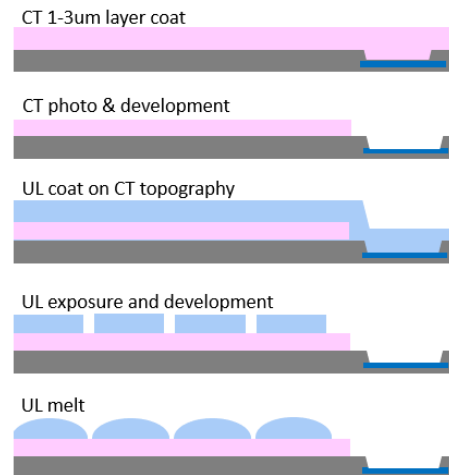 CT 1-3um layer coat
CT photo & development
UL coat on CT topography
UL exposure and development
UL melt